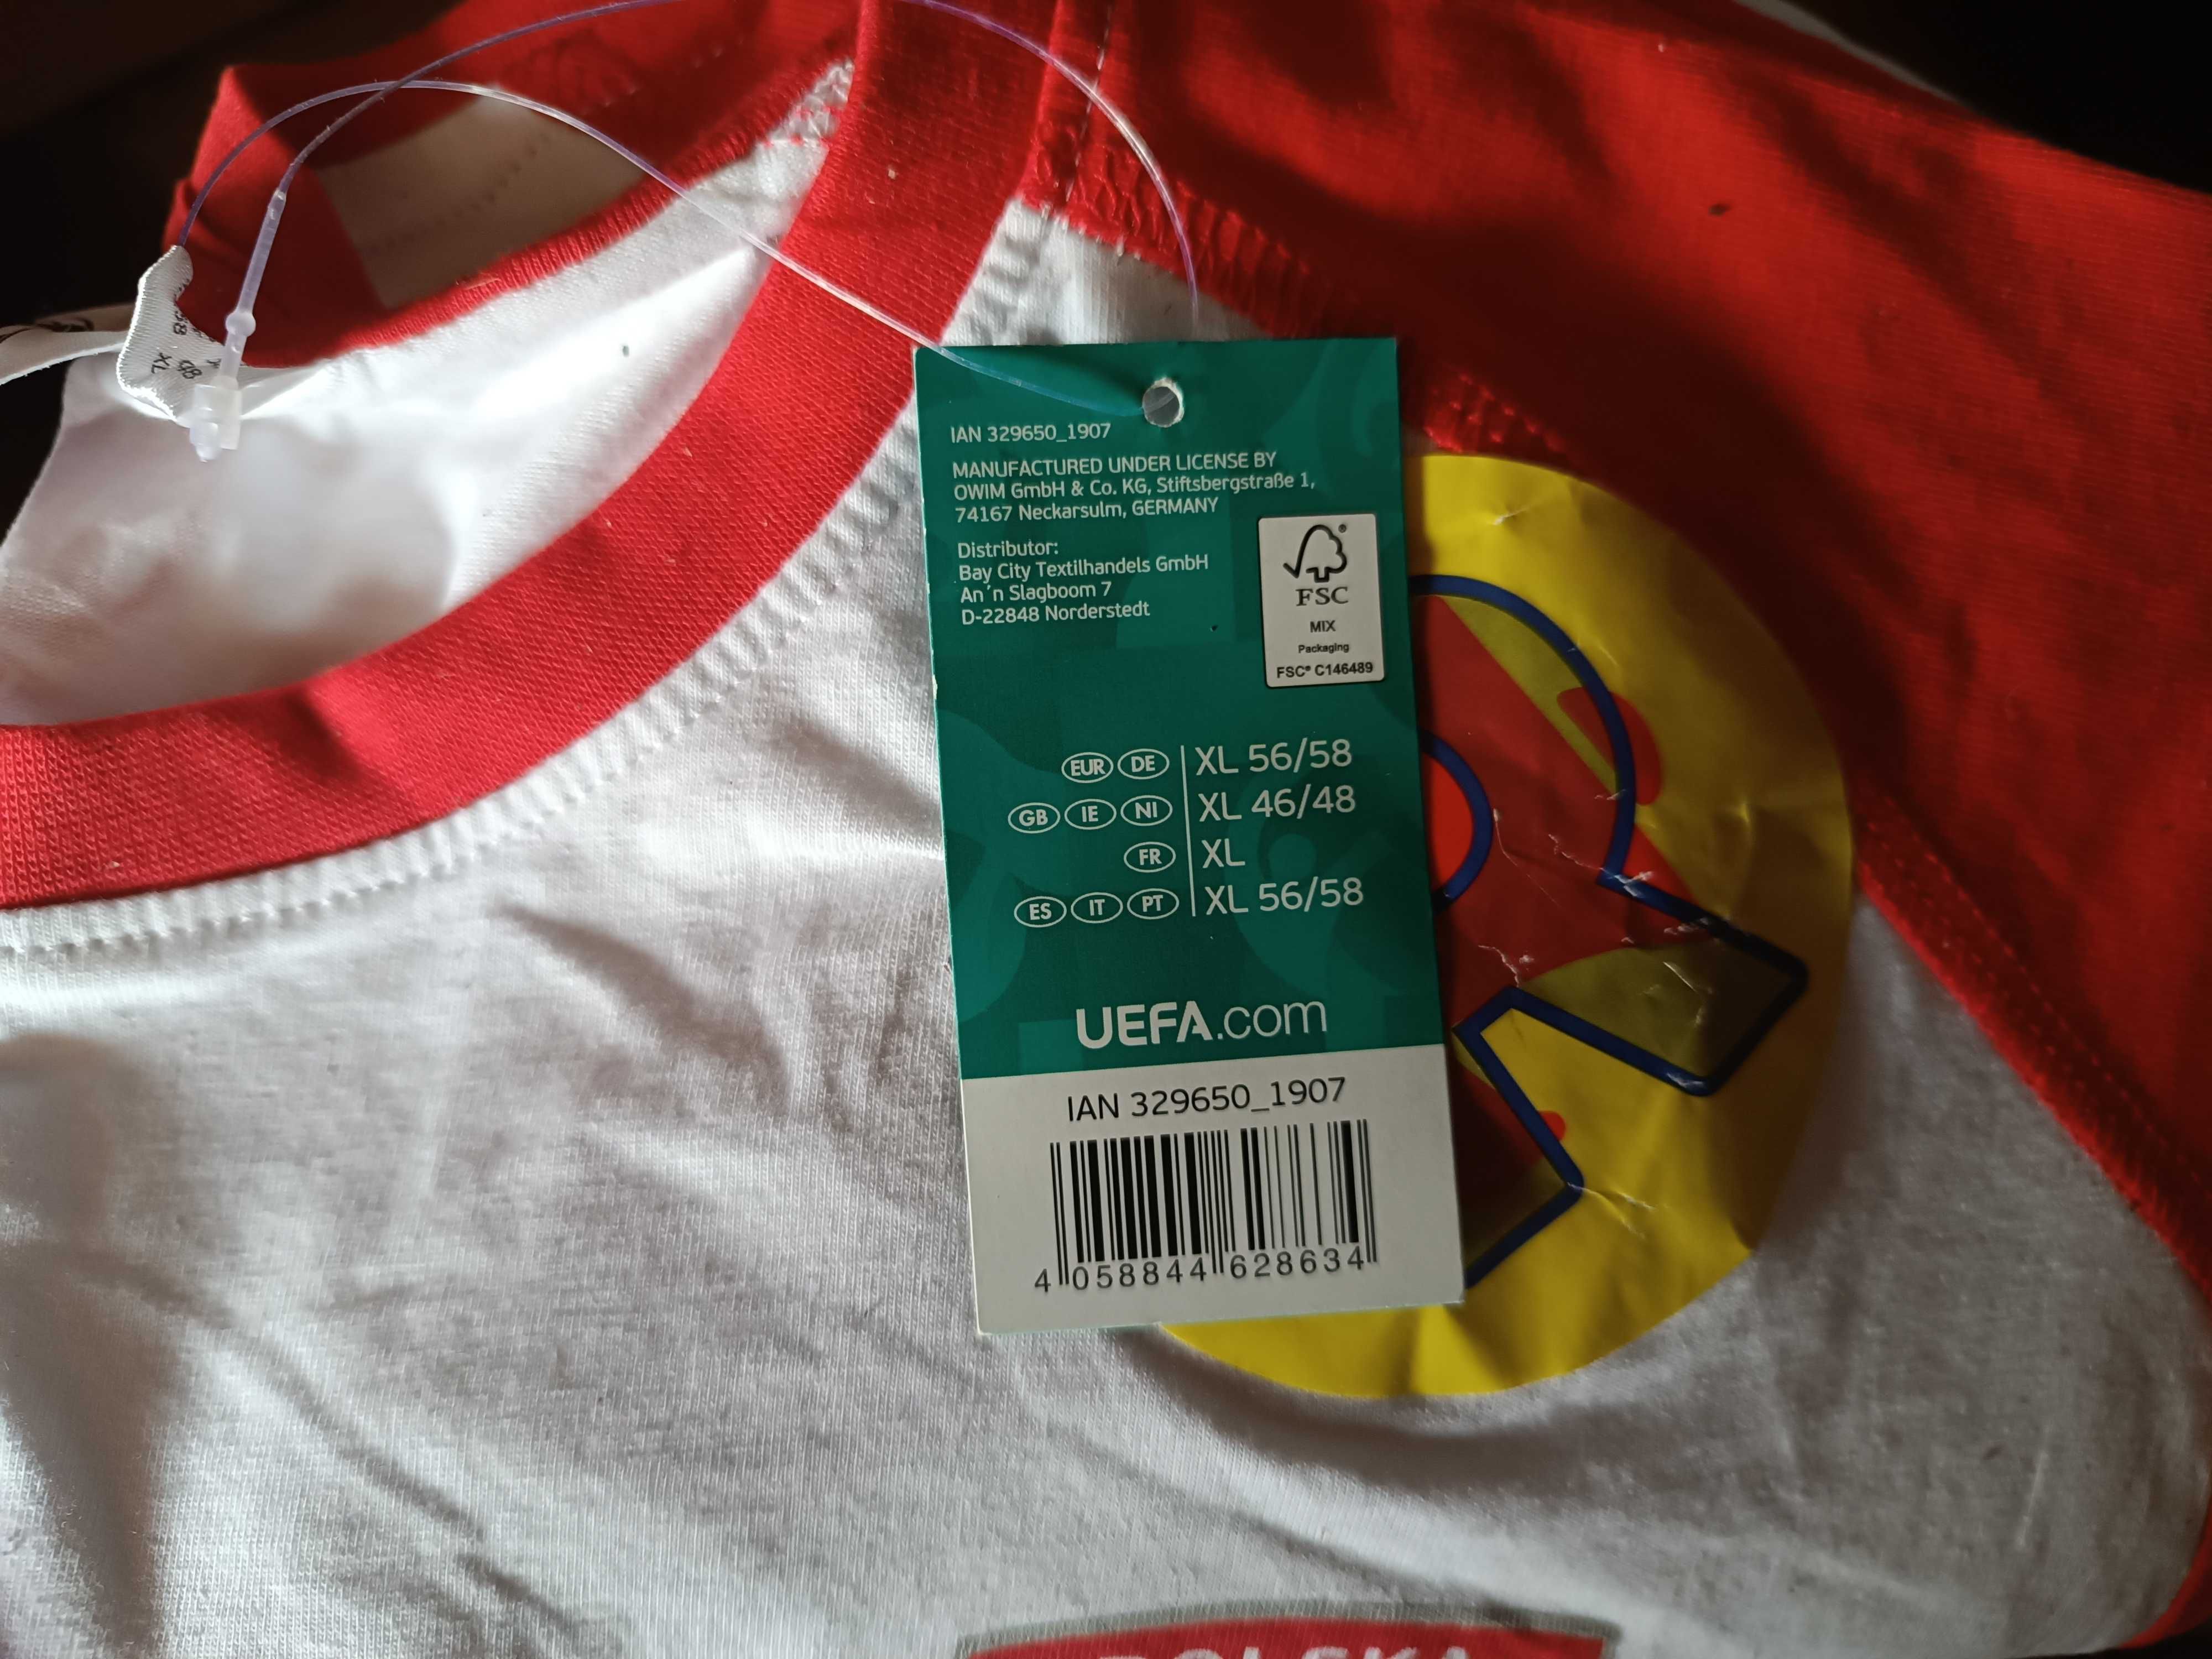 IAN 329650_1907
MANUFACTURED UNDER LICENSE BY
OWIM GmbH & Co. KG, Stiftsbergstraße 1,
74167 Neckarsulm, GERMANY
Distributor:
Bay City Textilhandels GmbH
An´n Slagboom 7
D-22848 Norderstedt
FSC®
MIX
Packaging
FSC® C146489
EUR DE XL 56/58
GB IE NI XL 46/48
FR XL
ES IT PT XL 56/58
UEFA.com
IAN 329650_1907
4 058844 628634
XL
POLSKA